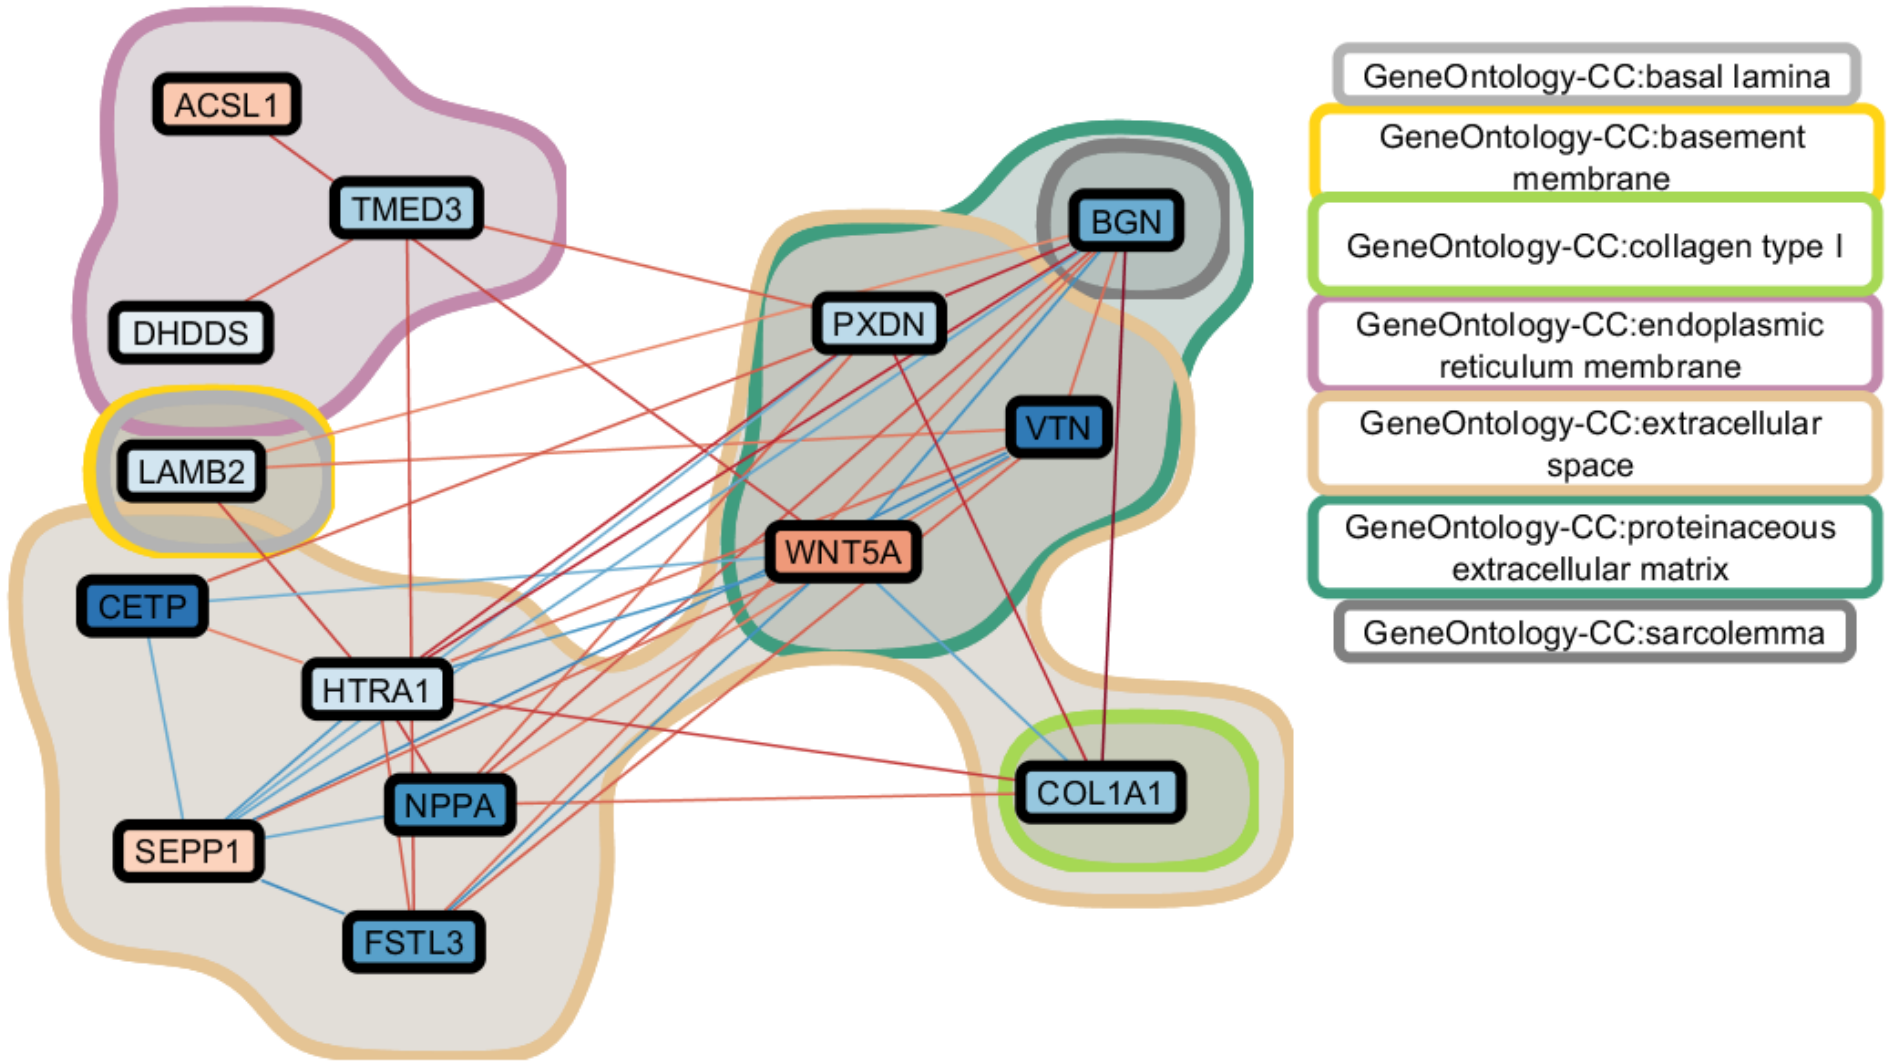 ACSL1
TMED3
DHDDS
LAMB2
CETP
HTRA1
NPPA
SEPP1
FSTL3
BGN
PXDN
VTN
WNT5A
COL1A1
GeneOntology-CC:basal lamina
GeneOntology-CC:basement
membrane
GeneOntology-CC:collagen type I
GeneOntology-CC:endoplasmic
reticulum membrane
GeneOntology-CC:extracellular
space
GeneOntology-CC:proteinaceous
extracellular matrix
GeneOntology-CC:sarcolemma